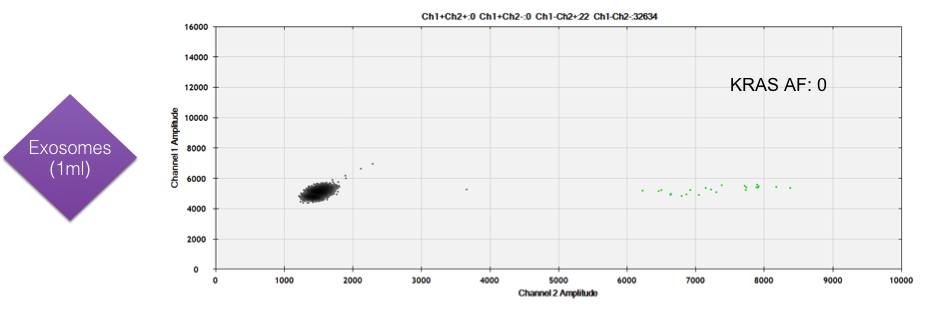 Ch1+Ch2+:0 Ch1+Ch2-:0 Ch1-Ch2+:22 Ch1-Ch2-:32634
16000
14000
12000
10000
8000
6000
4000
2000
0
Channel 1 Amplitude
KRAS AF: 0
Exosomes
(1ml)
0 1000 2000 3000 4000 5000 6000 7000 8000 9000 10000
Channel 2 Amplitude